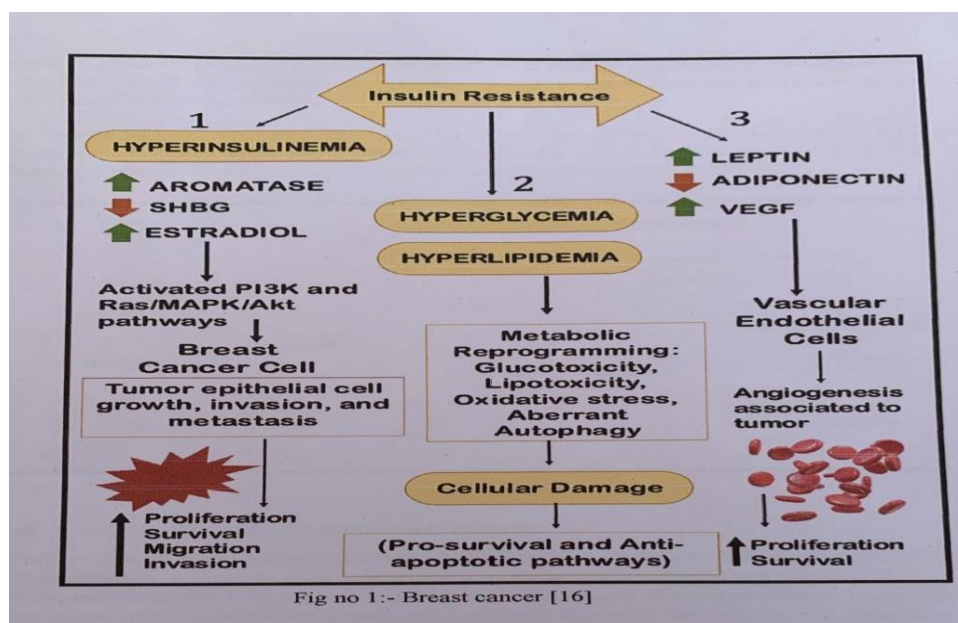 Insulin Resistance
1
HYPERINSULINEMIA
AROMATASE
SHBG
ESTRADIOL
Activated PI3K and
Ras/MAPK/Akt
pathways
Breast
Cancer Cell
Tumor epithelial cell
growth, invasion, and
metastasis
Proliferation
Survival
Migration
Invasion
2
HYPERGLYCEMIA
HYPERLIPIDEMIA
Metabolic
Reprogramming:
Glucotoxicity,
Lipotoxicity,
Oxidative stress,
Aberrant
Autophagy
Cellular Damage
(Pro-survival and Anti-
apoptotic pathways)
3
LEPTIN
ADIPONECTIN
VEGF
Vascular
Endothelial
Cells
Angiogenesis
associated to
tumor
Proliferation
Survival
Fig no 1:- Breast cancer [16]